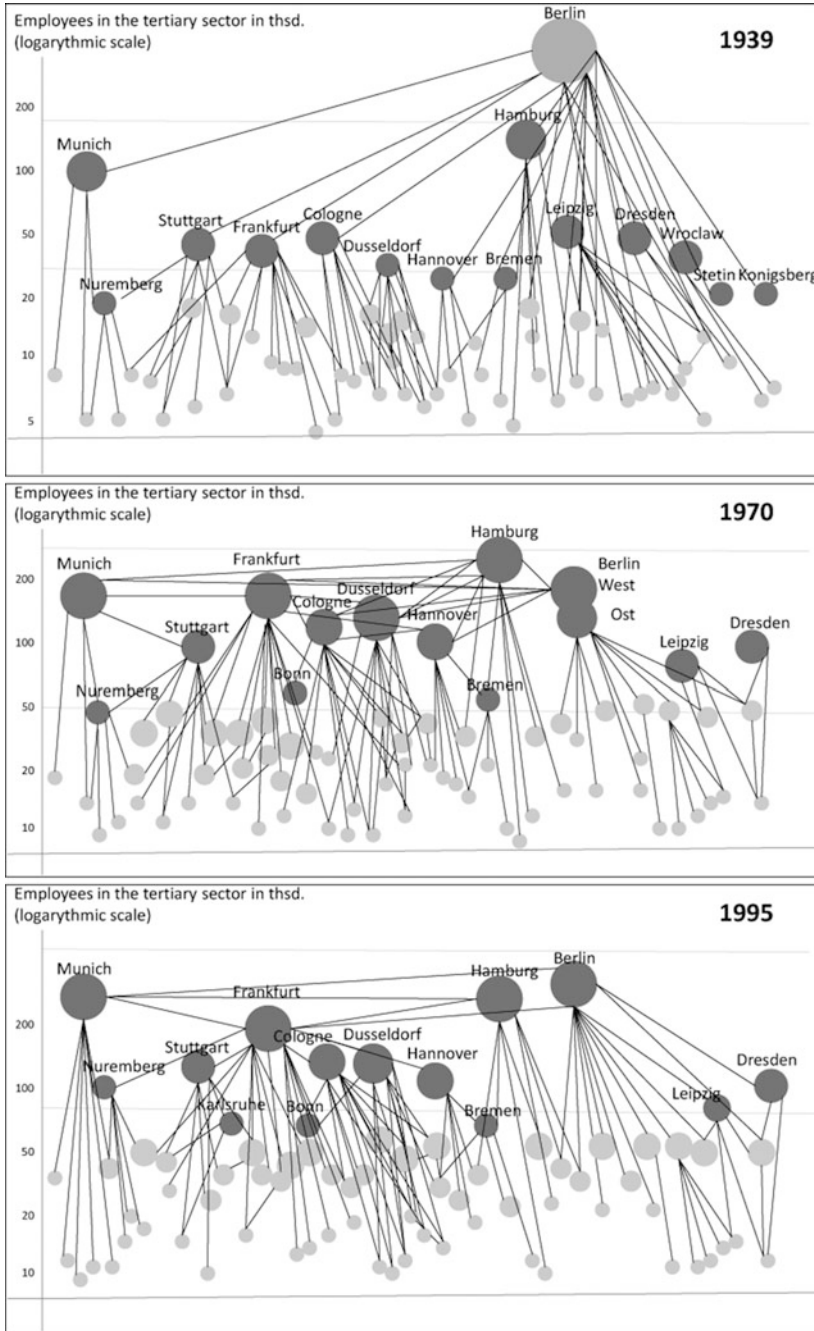 Employees in the tertiary sector in thsd.
(logarythmic scale)
1939
Berlin
200
Hamburg
Munich
100
Stuttgart
Frankfurt
Cologne
Leipzig
Dresden
50
Dusseldorf
Hannover
Bremen
Wroclaw
Nuremberg
Stetin
Konigsberg
20
10
5
Employees in the tertiary sector in thsd.
(logarythmic scale)
1970
Hamburg
Munich
Frankfurt
Berlin
200
Dusseldorf
West
Cologne
Hannover
Ost
Stuttgart
Dresden
100
Leipzig
Bonn
Nuremberg
Bremen
50
20
10
Employees in the tertiary sector in thsd.
(logarythmic scale)
1995
Munich
Hamburg
Berlin
Frankfurt
200
Cologne
Dusseldorf
Stuttgart
Hannover
Nuremberg
Dresden
100
Karlsruhe
Bonn
Bremen
Leipzig
50
20
10